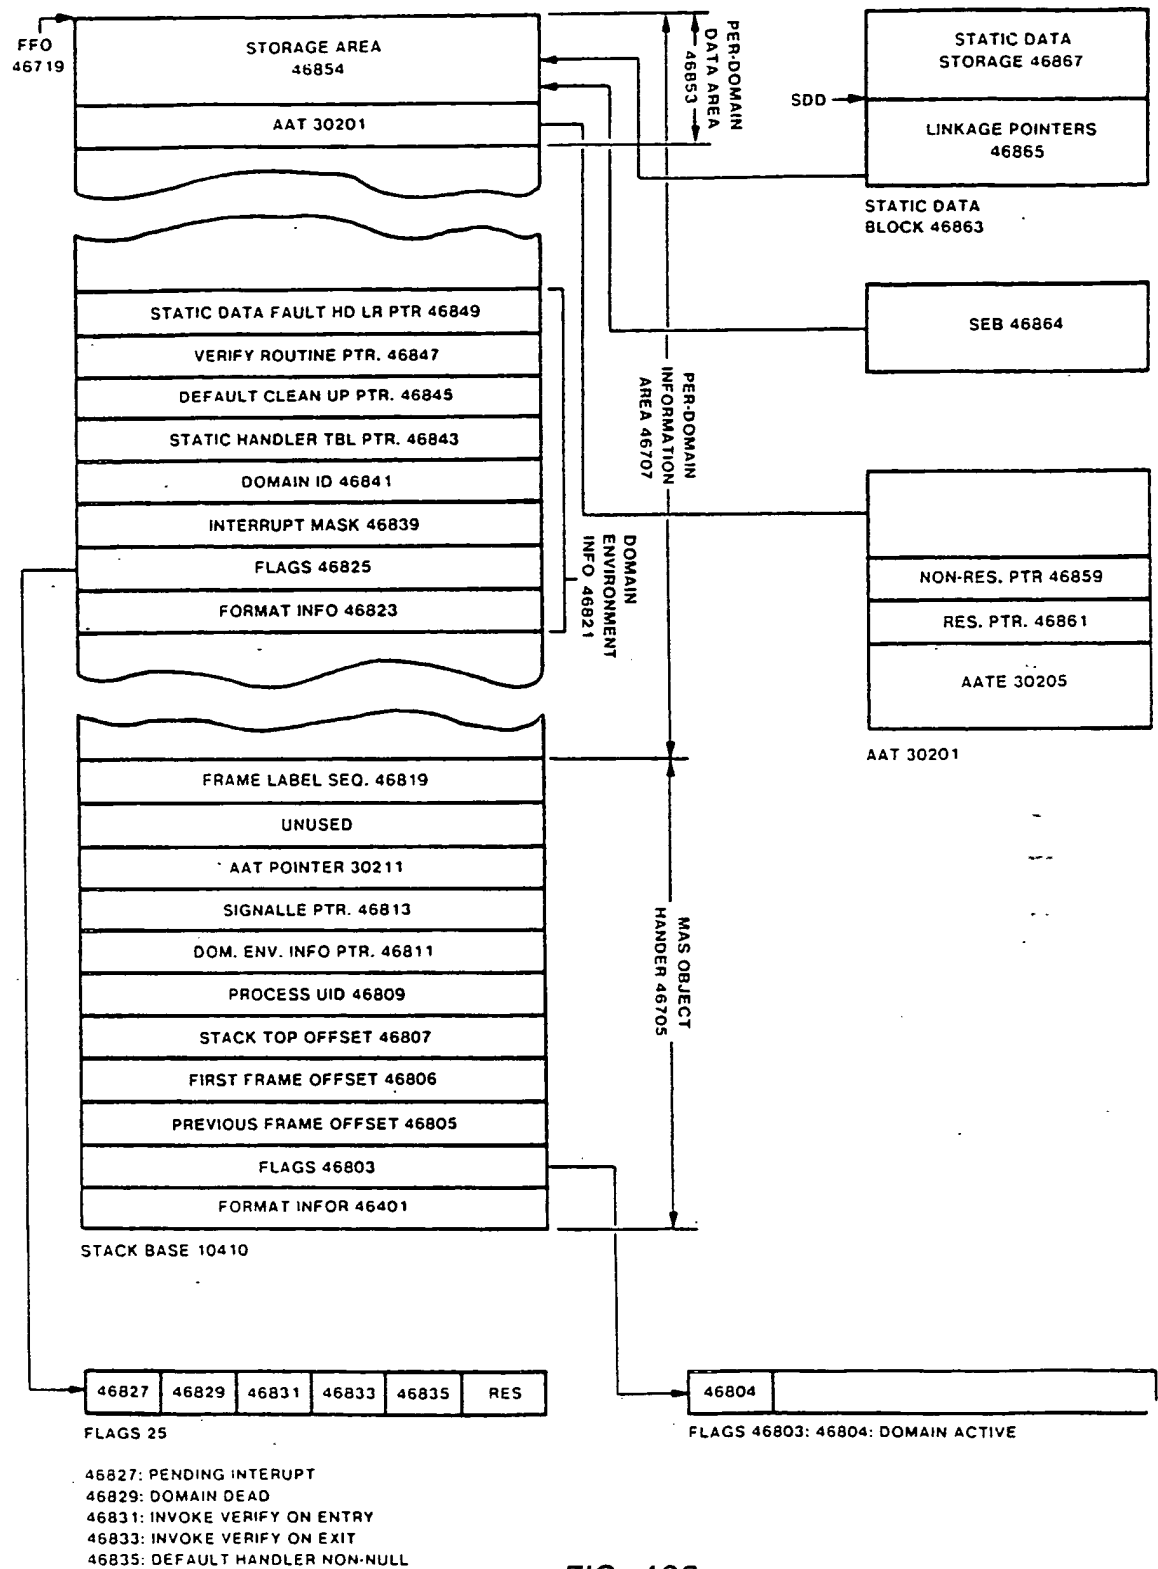 FFO
46719
STORAGE AREA
46854
AAT 30201
PER-DOMAIN
DATA AREA
46853
STATIC DATA
STORAGE 46867
SDD
LINKAGE POINTERS
46865
STATIC DATA
BLOCK 46863
STATIC DATA FAULT HD LR PTR 46849
VERIFY ROUTINE PTR. 46847
DEFAULT CLEAN UP PTR. 46845
STATIC HANDLER TBL PTR. 46843
DOMAIN ID 46841
INTERRUPT MASK 46839
FLAGS 46825
FORMAT INFO 46823
DOMAIN
ENVIRONMENT
INFO 46821
PER-DOMAIN
INFORMATION
AREA 46707
SEB 46864
NON-RES. PTR 46859
RES. PTR. 46861
AATE 30205
AAT 30201
FRAME LABEL SEQ. 46819
UNUSED
AAT POINTER 30211
SIGNALLE PTR. 46813
DOM. ENV. INFO PTR. 46811
PROCESS UID 46809
STACK TOP OFFSET 46807
FIRST FRAME OFFSET 46806
PREVIOUS FRAME OFFSET 46805
FLAGS 46803
FORMAT INFOR 46401
MAS OBJECT
HANDER 46705
STACK BASE 10410
46827 46829 46831 46833 46835 RES
FLAGS 25
46804
FLAGS 46803: 46804: DOMAIN ACTIVE
46827: PENDING INTERUPT
46829: DOMAIN DEAD
46831: INVOKE VERIFY ON ENTRY
46833: INVOKE VERIFY ON EXIT
46835: DEFAULT HANDLER NON-NULL